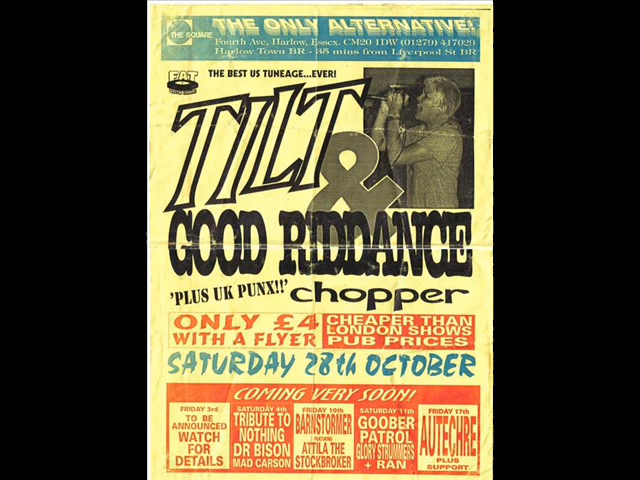 THE SQUARE
THE ONLY ALTERNATIVE!
Fourth Ave, Harlow, Essex. CM20 1DW (01279) 417029
Harlow Town BR - 35 mins from Liverpool St BR
FAT
THE BEST US TUNEAGE...EVER!
TILT
&
GOOD RIDDANCE
'PLUS UK PUNX!!' chopper
ONLY £4
WITH A FLYER
CHEAPER THAN
LONDON SHOWS
PUB PRICES
SATURDAY 28th OCTOBER
COMING VERY SOON!
FRIDAY 3rd
TO BE
ANNOUNCED
WATCH
FOR
DETAILS
SATURDAY 4th
TRIBUTE TO
NOTHING
DR BISON
MAD CARSON
FRIDAY 10th
BARNSTORMER
FEATURING
ATTILA THE
STOCKBROKER
SATURDAY 11th
GOOBER
PATROL
GLORY STRUMMERS
+ RAN
FRIDAY 17th
AUTECHRE
PLUS
SUPPORT